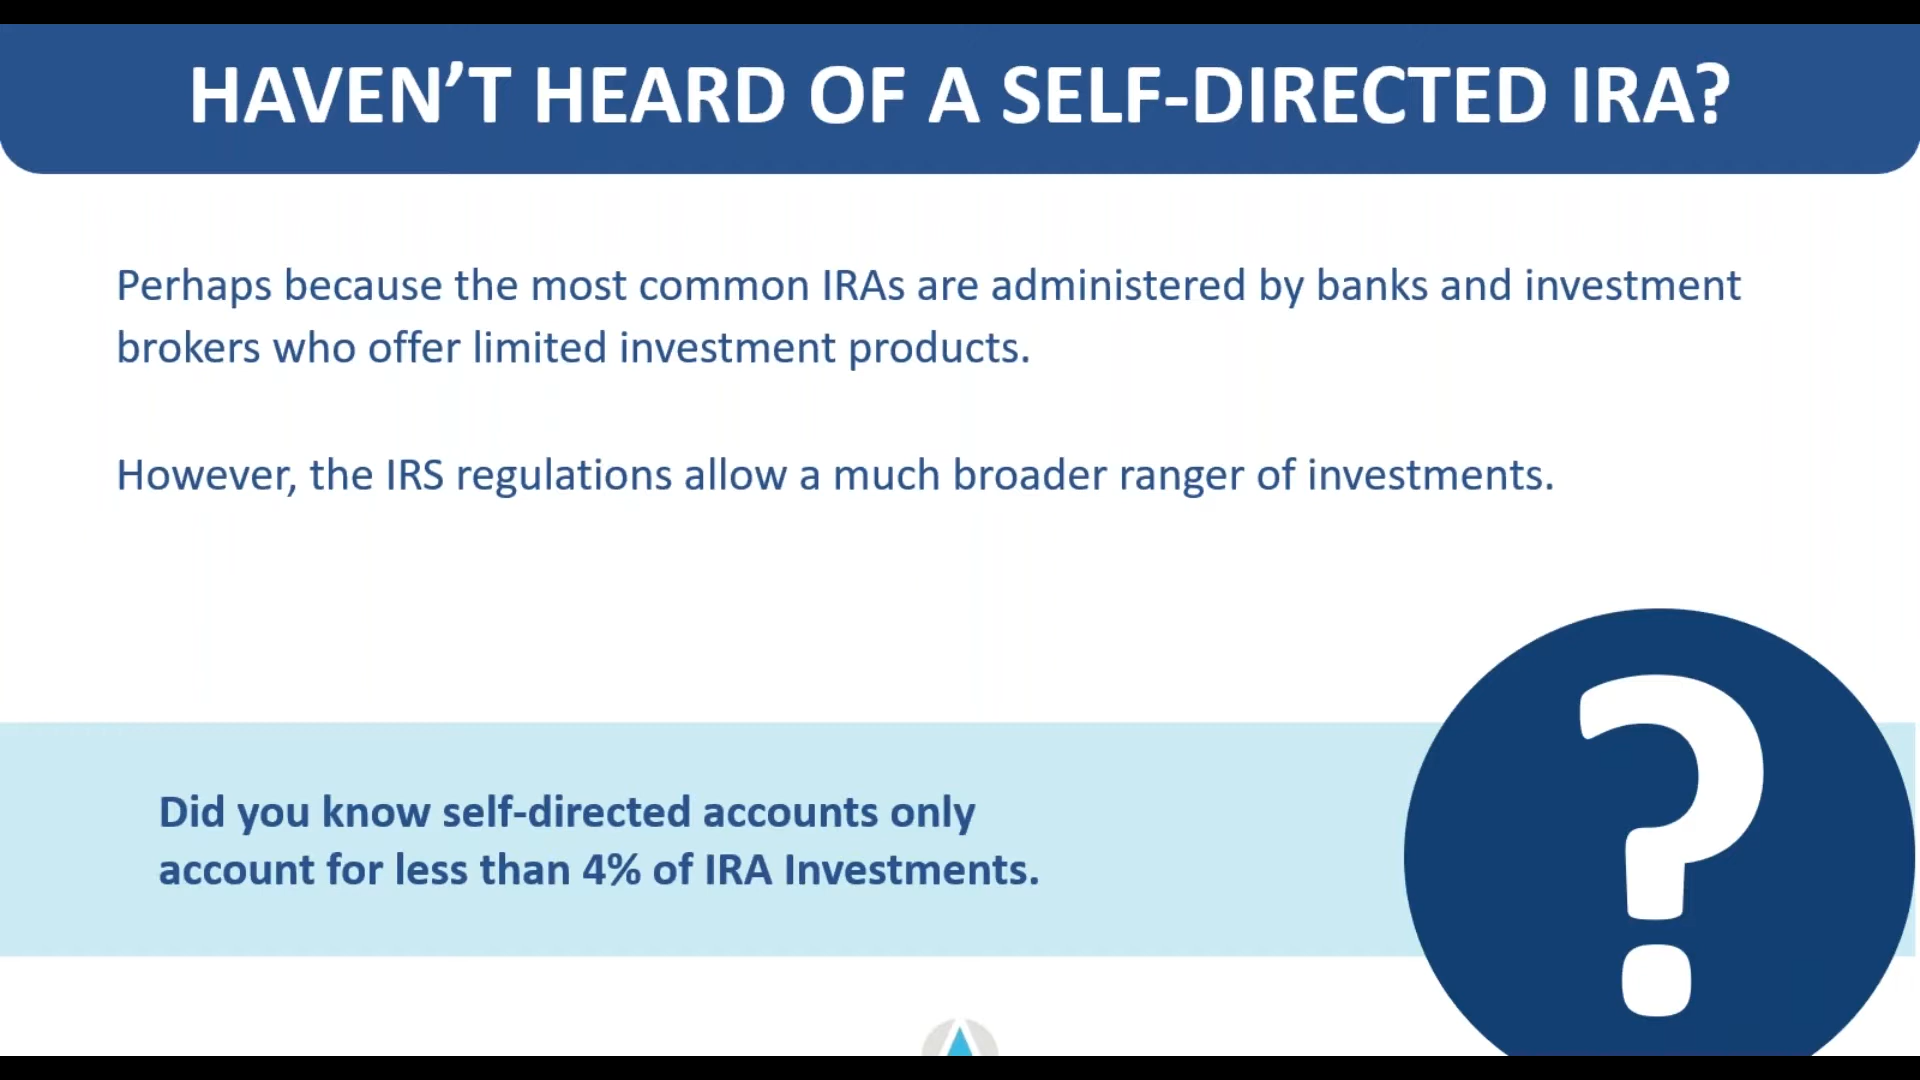 HAVEN’T HEARD OF A SELF-DIRECTED IRA?
Perhaps because the most common IRAs are administered by banks and investment
brokers who offer limited investment products.
However, the IRS regulations allow a much broader ranger of investments.
Did you know self-directed accounts only
account for less than 4% of IRA Investments.
?